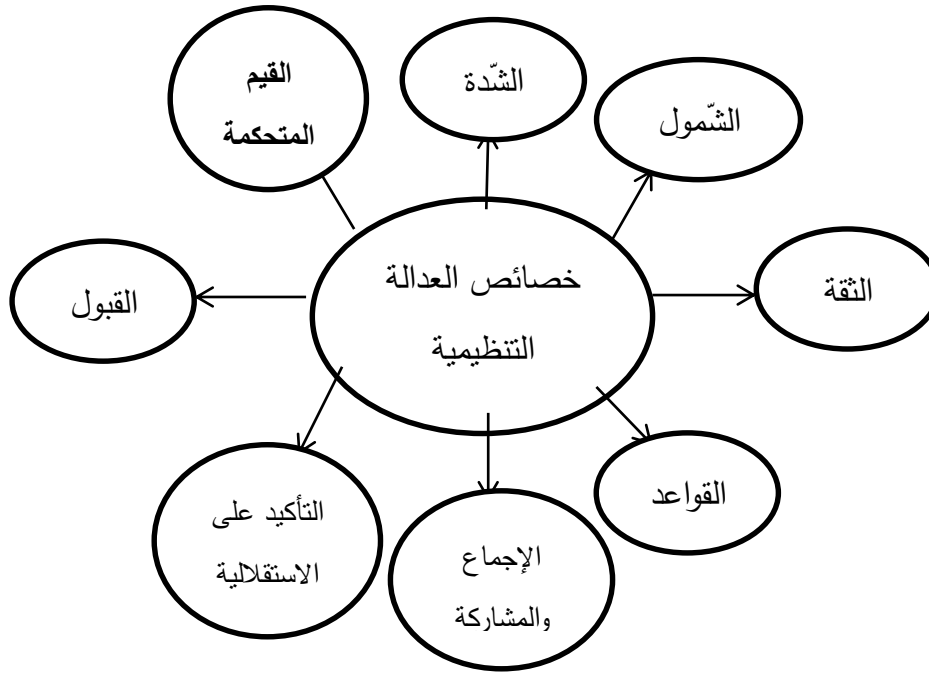 القيم
المتحكمة
الشّدة
الشّمول
خصائص العدالة
التنظيمية
الثقة
القبول
القواعد
التأكيد على
الاستقلالية
الإجماع
والمشاركة